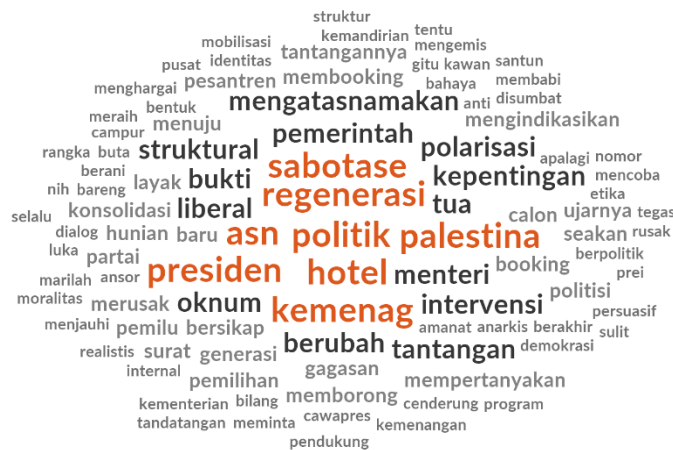 struktur
kemandirian tentu
mobilisasi tantangannya mengemis
pusat identitas gitu kawan santun
menghargai pesantren membooking bahaya membabi
bentuk mengatasnamakan anti disumbat
meraih menuju mengindikasikan
campur pemerintah
rangka buta struktural polarisasi apalagi nomor
berani sabotase mencoba
nih bareng layak bukti kepentingan etika
selalu konsolidasi liberal regenerasi tua calon ujarnya tegas
dialog hunian baru asn politik palestina seakan rusak
luka partai berpolitik
marilah ansor presiden hotel menteri booking prei
moralitas merusak oknum kemenag intervensi politisi persuasif
menjauhi pemilu bersikap amanat anarkis berakhir sulit
realistis surat generasi berubah tantangan demokrasi
internal gagasan
pemilihan mempertanyakan
kementerian bilang memborong cenderung program
tandatangan meminta cawapres kemenangan
pendukung